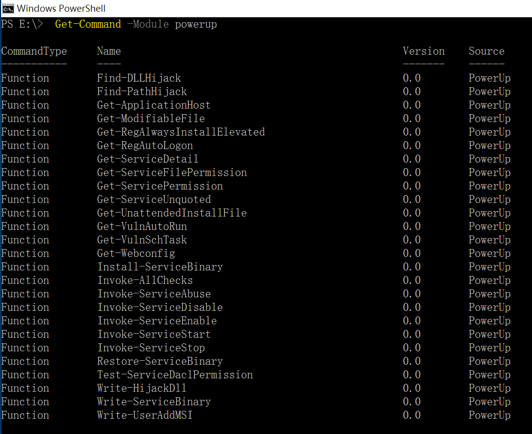 Windows PowerShell
PS E:\> Get-Command -Module powerup
CommandType Name Version Source
----------- ---- ------- ------
Function Find-DLLHijack 0.0 PowerUp
Function Find-PathHijack 0.0 PowerUp
Function Get-ApplicationHost 0.0 PowerUp
Function Get-ModifiableFile 0.0 PowerUp
Function Get-RegAlwaysInstallElevated 0.0 PowerUp
Function Get-RegAutoLogon 0.0 PowerUp
Function Get-ServiceDetail 0.0 PowerUp
Function Get-ServiceFilePermission 0.0 PowerUp
Function Get-ServicePermission 0.0 PowerUp
Function Get-ServiceUnquoted 0.0 PowerUp
Function Get-UnattendedInstallFile 0.0 PowerUp
Function Get-VulnAutoRun 0.0 PowerUp
Function Get-VulnSchTask 0.0 PowerUp
Function Get-Webconfig 0.0 PowerUp
Function Install-ServiceBinary 0.0 PowerUp
Function Invoke-AllChecks 0.0 PowerUp
Function Invoke-ServiceAbuse 0.0 PowerUp
Function Invoke-ServiceDisable 0.0 PowerUp
Function Invoke-ServiceEnable 0.0 PowerUp
Function Invoke-ServiceStart 0.0 PowerUp
Function Invoke-ServiceStop 0.0 PowerUp
Function Restore-ServiceBinary 0.0 PowerUp
Function Test-ServiceDaclPermission 0.0 PowerUp
Function Write-HijackDll 0.0 PowerUp
Function Write-ServiceBinary 0.0 PowerUp
Function Write-UserAddMSI 0.0 PowerUp